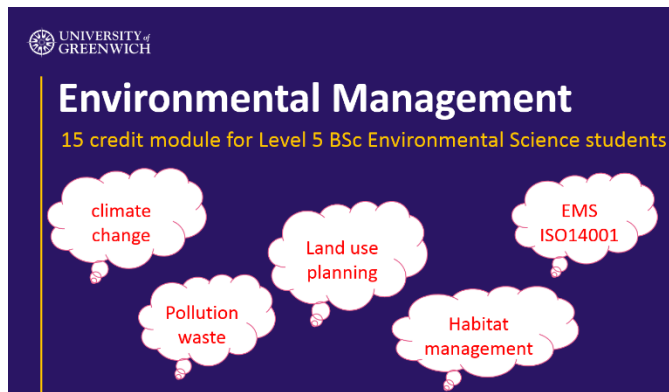 UNIVERSITY of
GREENWICH
Environmental Management
15 credit module for Level 5 BSc Environmental Science students
climate
change
Land use
planning
EMS
ISO14001
Pollution
waste
Habitat
management